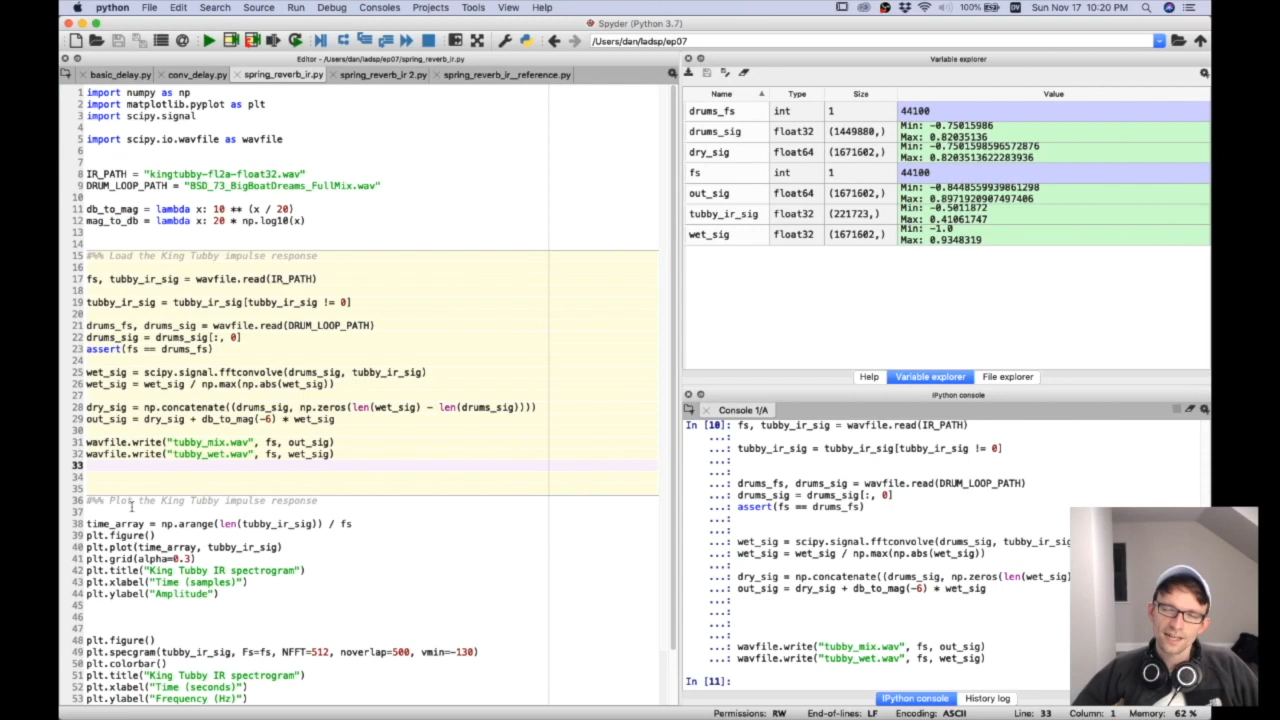 python File Edit Search Source Run Debug Consoles Projects Tools View Help 100% Sun Nov 17 10:20 PM
Spyder (Python 3.7)
/Users/dan/ladsp/ep07
Editor - /Users/dan/ladsp/ep07/spring_reverb_ir.py
basic_delay.py conv_delay.py spring_reverb_ir.py spring_reverb_ir 2.py spring_reverb_ir__reference.py
1 import numpy as np
2 import matplotlib.pyplot as plt
3 import scipy.signal
4
5 import scipy.io.wavfile as wavfile
6
7
8 IR_PATH = "kingtubby-fl2a-float32.wav"
9 DRUM_LOOP_PATH = "BSD_73_BigBoatDreams_FullMix.wav"
10
11 db_to_mag = lambda x: 10 ** (x / 20)
12 mag_to_db = lambda x: 20 * np.log10(x)
13
14
15 #%% Load the King Tubby impulse response
16
17 fs, tubby_ir_sig = wavfile.read(IR_PATH)
18
19 tubby_ir_sig = tubby_ir_sig[tubby_ir_sig != 0]
20
21 drums_fs, drums_sig = wavfile.read(DRUM_LOOP_PATH)
22 drums_sig = drums_sig[:, 0]
23 assert(fs == drums_fs)
24
25 wet_sig = scipy.signal.fftconvolve(drums_sig, tubby_ir_sig)
26 wet_sig = wet_sig / np.max(np.abs(wet_sig))
27
28 dry_sig = np.concatenate((drums_sig, np.zeros(len(wet_sig) - len(drums_sig))))
29 out_sig = dry_sig + db_to_mag(-6) * wet_sig
30
31 wavfile.write("tubby_mix.wav", fs, out_sig)
32 wavfile.write("tubby_wet.wav", fs, wet_sig)
33
34
35
36 #%% Plot the King Tubby impulse response
37
38 time_array = np.arange(len(tubby_ir_sig)) / fs
39 plt.figure()
40 plt.plot(time_array, tubby_ir_sig)
41 plt.grid(alpha=0.3)
42 plt.title("King Tubby IR spectrogram")
43 plt.xlabel("Time (samples)")
44 plt.ylabel("Amplitude")
45
46
47
48 plt.figure()
49 plt.specgram(tubby_ir_sig, Fs=fs, NFFT=512, noverlap=500, vmin=-130)
50 plt.colorbar()
51 plt.title("King Tubby IR spectrogram")
52 plt.xlabel("Time (seconds)")
53 plt.ylabel("Frequency (Hz)")
Variable explorer
Name Type Size Value
drums_fs int 1 44100
drums_sig float32 (1449880,) Min: -0.75015986
Max: 0.82035136
dry_sig float64 (1671602,) Min: -0.7501598596572876
Max: 0.8203513622283936
fs int 1 44100
out_sig float64 (1671602,) Min: -0.8448559939861298
Max: 0.8971920907497406
tubby_ir_sig float32 (221723,) Min: -0.5011872
Max: 0.41061747
wet_sig float32 (1671602,) Min: -1.0
Max: 0.9348319
Help Variable explorer File explorer
IPython console
Console 1/A
In [10]: fs, tubby_ir_sig = wavfile.read(IR_PATH)
...:
...: tubby_ir_sig = tubby_ir_sig[tubby_ir_sig != 0]
...:
...:
...: drums_fs, drums_sig = wavfile.read(DRUM_LOOP_PATH)
...: drums_sig = drums_sig[:, 0]
...: assert(fs == drums_fs)
...:
...:
...: wet_sig = scipy.signal.fftconvolve(drums_sig, tubby_ir_s
...: wet_sig = wet_sig / np.max(np.abs(wet_sig))
...:
...: dry_sig = np.concatenate((drums_sig, np.zeros(len(wet_sig)
...: out_sig = dry_sig + db_to_mag(-6) * wet_sig
...:
...:
...:
...:
...: wavfile.write("tubby_mix.wav", fs, out_sig)
...: wavfile.write("tubby_wet.wav", fs, wet_sig)
In [11]:
IPython console History log
Permissions: RW End-of-lines: LF Encoding: ASCII Line: 33 Column: 1 Memory: 62 %